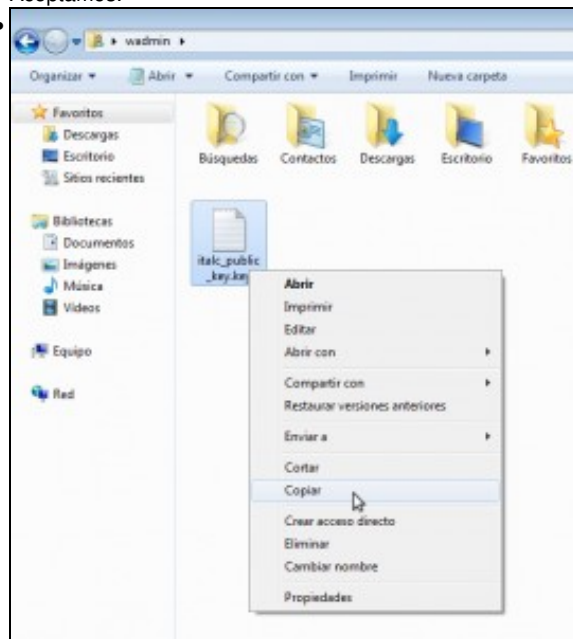 wadmin
Organizar Abrir Compartir con Imprimir Nueva carpeta
Favoritos
Descargas
Escritorio
Sitios recientes
Bibliotecas
Documentos
Imágenes
Música
Videos
Equipo
Red
Búsquedas Contactos Descargas Escritorio Favoritos
italc_public
_key.key
Abrir
Imprimir
Editar
Abrir con
Compartir con
Restaurar versiones anteriores
Enviar a
Cortar
Copiar
Crear acceso directo
Eliminar
Cambiar nombre
Propiedades